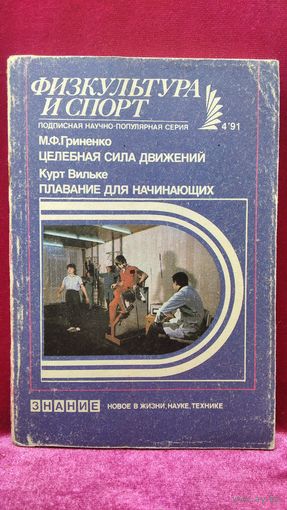 ФИЗКУЛЬТУРА
И СПОРТ
ПОДПИСНАЯ НАУЧНО-ПОПУЛЯРНАЯ СЕРИЯ
4'91
М.Ф.Гриненко
ЦЕЛЕБНАЯ СИЛА ДВИЖЕНИЙ
Курт Вильке
ПЛАВАНИЕ ДЛЯ НАЧИНАЮЩИХ
ЗНАНИЕ
НОВОЕ В ЖИЗНИ, НАУКЕ, ТЕХНИКЕ